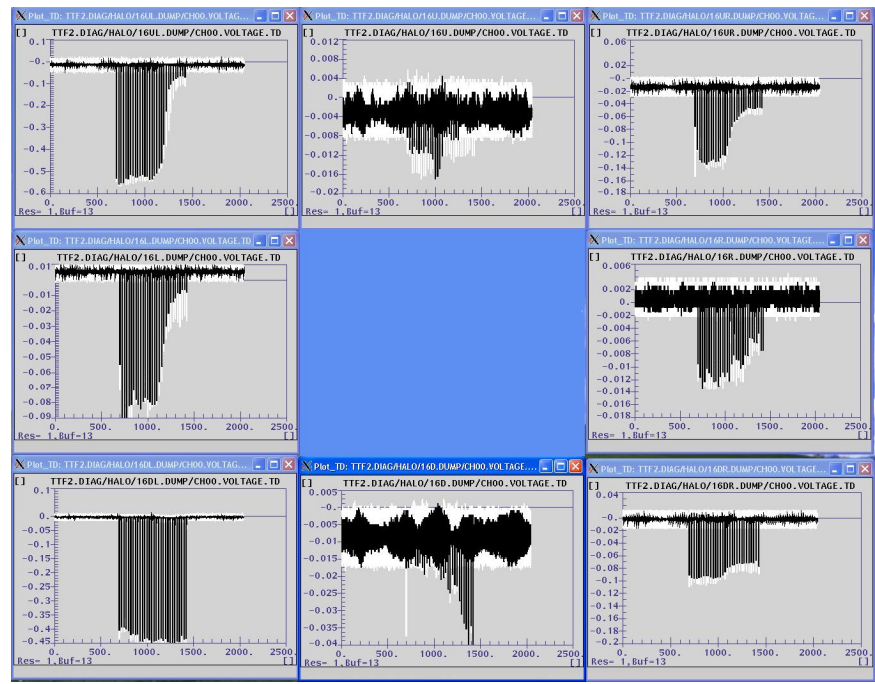 Plot_TD: TTF2.DIAG/HALO/16UL.DUMP/CH00.VOLTAG...
[] TTF2.DIAG/HALO/16UL.DUMP/CH00.VOLTAGE.TD
0.1
-0.
-0.1
-0.2
-0.3
-0.4
-0.5
-0.6
0. 500. 1000. 1500. 2000. 2500.
Res= 1,Buf=13 []
Plot_TD: TTF2.DIAG/HALO/16U.DUMP/CH00.VOLTAGE....
[] TTF2.DIAG/HALO/16U.DUMP/CH00.VOLTAGE.TD
0.012
0.008
0.004
0.
-0.004
-0.008
-0.012
-0.016
-0.02
0. 500. 1000. 1500. 2000. 2500.
Res= 1,Buf=13 []
Plot_TD: TTF2.DIAG/HALO/16UR.DUMP/CH00.VOLTAG...
[] TTF2.DIAG/HALO/16UR.DUMP/CH00.VOLTAGE.TD
0.06
0.02
-0.
-0.02
-0.04
-0.06
-0.08
-0.1
-0.12
-0.14
-0.16
-0.18
0. 500. 1000. 1500. 2000. 2500.
Res= 1,Buf=13 []
Plot_TD: TTF2.DIAG/HALO/16L.DUMP/CH00.VOLTAGE.TD
[] TTF2.DIAG/HALO/16L.DUMP/CH00.VOLTAGE.TD
0.01
-0.01
-0.02
-0.03
-0.04
-0.05
-0.06
0.07
-0.08
-0.09
0. 500. 1000. 1500. 2000. 2500.
Res= 1,Buf=13 []
Plot_TD: TTF2.DIAG/HALO/16R.DUMP/CH00.VOLTAGE....
[] TTF2.DIAG/HALO/16R.DUMP/CH00.VOLTAGE.TD
0.006
0.002
0.
-0.002
-0.004
-0.006
-0.008
-0.01
-0.012
-0.014
-0.016
-0.018
0. 500. 1000. 1500. 2000. 2500.
Res= 1,Buf=13 []
Plot_TD: TTF2.DIAG/HALO/16DL.DUMP/CH00.VOLTAG...
[] TTF2.DIAG/HALO/16DL.DUMP/CH00.VOLTAGE.TD
0.1
-0.
-0.05
-0.1
-0.15
-0.2
-0.25
-0.3
-0.35
-0.4
-0.45
0. 500. 1000. 1500. 2000. 2500.
Res= 1,Buf=13 []
Plot_TD: TTF2.DIAG/HALO/16D.DUMP/CH00.VOLTAGE....
[] TTF2.DIAG/HALO/16D.DUMP/CH00.VOLTAGE.TD
0.005
-0.
-0.005
-0.01
-0.015
-0.02
-0.025
-0.03
-0.035
-0.04
0. 500. 1000. 1500. 2000. 2500.
Res= 1,Buf=13 []
Plot_TD: TTF2.DIAG/HALO/16DR.DUMP/CH00.VOLTAG...
[] TTF2.DIAG/HALO/16DR.DUMP/CH00.VOLTAGE.TD
0.04
-0.
-0.02
-0.04
-0.06
-0.08
-0.1
-0.12
-0.14
-0.16
-0.18
-0.2
0. 500. 1000. 1500. 2000. 2500.
Res= 1,Buf=13 []